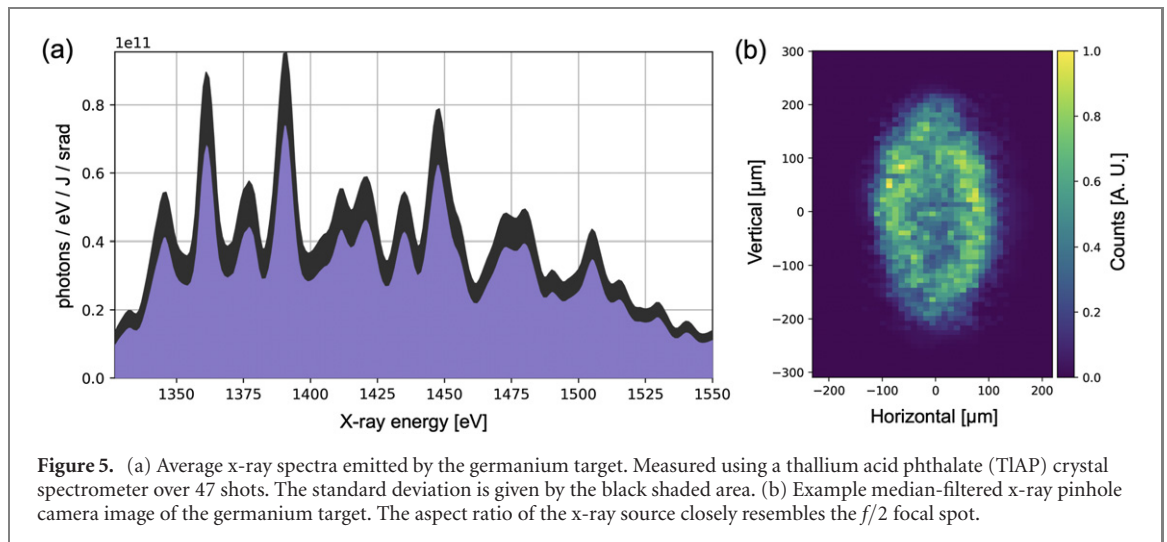 (a)
1e11
photons / eV / J / srad
0.8
0.6
0.4
0.2
0.0
1350 1375 1400 1425 1450 1475 1500 1525 1550
X-ray energy [eV]
(b)
Vertical [µm]
300
200
100
0
−100
−200
−300
−200 −100 0 100 200
Horizontal [µm]
1.0
0.8
0.6
0.4
0.2
0.0
Counts [A. U.]
Figure 5. (a) Average x-ray spectra emitted by the germanium target. Measured using a thallium acid phthalate (TlAP) crystal
spectrometer over 47 shots. The standard deviation is given by the black shaded area. (b) Example median-filtered x-ray pinhole
camera image of the germanium target. The aspect ratio of the x-ray source closely resembles the f/2 focal spot.